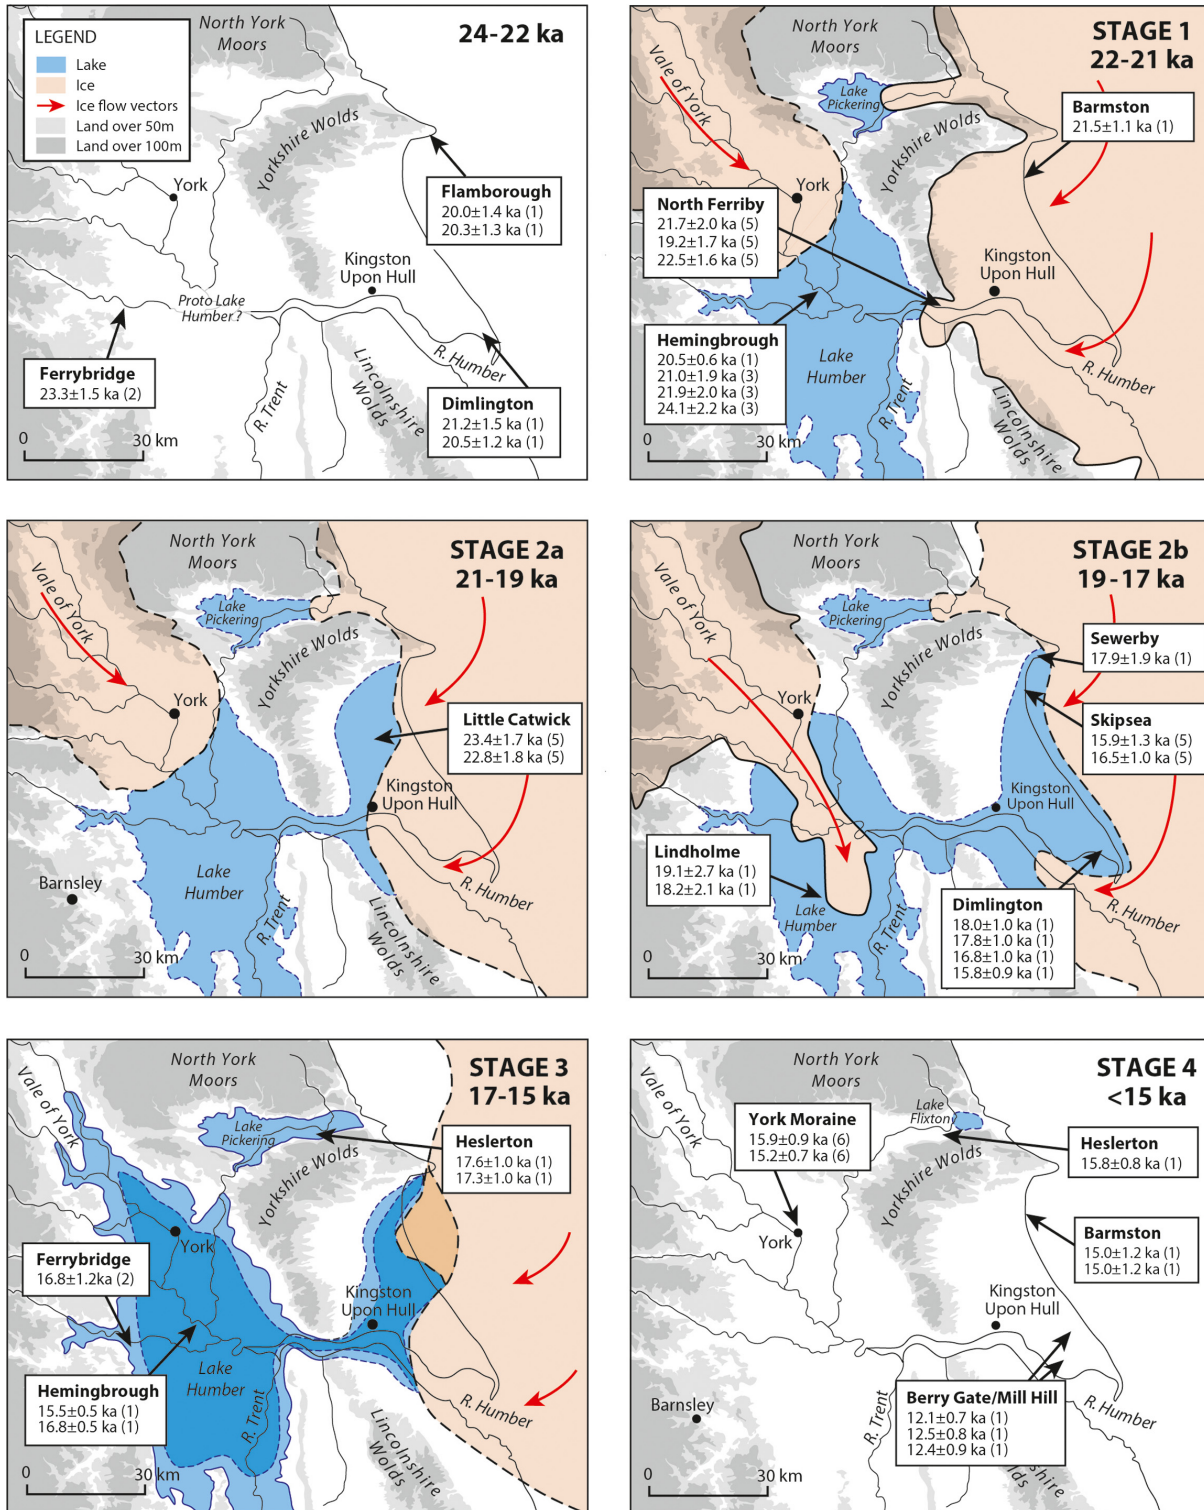 North York
Moors
24-22 ka
LEGEND
Lake
Ice
Ice flow vectors
Land over 50m
Land over 100m
Yorkshire Wolds
York
Flamborough
20.0±1.4 ka (1)
20.3±1.3 ka (1)
Kingston
Upon Hull
Proto Lake
Humber?
Ferrybridge
23.3±1.5 ka (2)
R. Trent
Lincolnshire
Wolds
R. Humber
Dimlington
21.2±1.5 ka (1)
20.5±1.2 ka (1)
0 30 km
North York
Moors
STAGE 1
22-21 ka
Vale of York
Lake
Pickering
Barmston
21.5±1.1 ka (1)
Yorkshire Wolds
York
North Ferriby
21.7±2.0 ka (5)
19.2±1.7 ka (5)
22.5±1.6 ka (5)
Kingston
Upon Hull
Hemingbrough
20.5±0.6 ka (1)
21.0±1.9 ka (3)
21.9±2.0 ka (3)
24.1±2.2 ka (3)
Lake
Humber
R. Trent
R. Humber
Lincolnshire
Wolds
0 30 km
North York
Moors
STAGE 2a
21-19 ka
Vale of York
Lake
Pickering
Yorkshire Wolds
York
Little Catwick
23.4±1.7 ka (5)
22.8±1.8 ka (5)
Kingston
Upon Hull
Barnsley
Lake
Humber
R. Trent
R. Humber
Lincolnshire
Wolds
0 30 km
North York
Moors
STAGE 2b
19-17 ka
Vale of York
Lake
Pickering
Sewerby
17.9±1.9 ka (1)
Yorkshire Wolds
York
Skipsea
15.9±1.3 ka (5)
16.5±1.0 ka (5)
Kingston
Upon Hull
Lindholme
19.1±2.7 ka (1)
18.2±2.1 ka (1)
Lake
Humber
R. Trent
Dimlington
18.0±1.0 ka (1)
17.8±1.0 ka (1)
16.8±1.0 ka (1)
15.8±0.9 ka (1)
R. Humber
0 30 km
North York
Moors
STAGE 3
17-15 ka
Vale of York
Lake
Pickering
Heslerton
17.6±1.0 ka (1)
17.3±1.0 ka (1)
Yorkshire Wolds
York
Ferrybridge
16.8±1.2ka (2)
Kingston
Upon Hull
Hemingbrough
15.5±0.5 ka (1)
16.8±0.5 ka (1)
Lake
Humber
R. Trent
R. Humber
Lincolnshire
Wolds
0 30 km
North York
Moors
STAGE 4
<15 ka
Vale of York
Lake
Flixton
York Moraine
15.9±0.9 ka (6)
15.2±0.7 ka (6)
Heslerton
15.8±0.8 ka (1)
Yorkshire Wolds
York
Barmston
15.0±1.2 ka (1)
15.0±1.2 ka (1)
Kingston
Upon Hull
Barnsley
Berry Gate/Mill Hill
12.1±0.7 ka (1)
12.5±0.8 ka (1)
12.4±0.9 ka (1)
R. Trent
R. Humber
Wolds
0 30 km